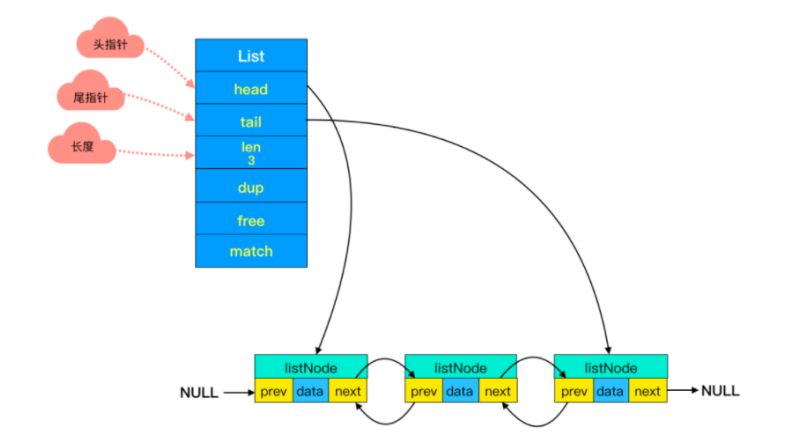 头指针
List
head
尾指针
tail
长度
len
3
dup
free
match
listNode
listNode
listNode
NULL
prev data next
prev data next
prev data next
NULL